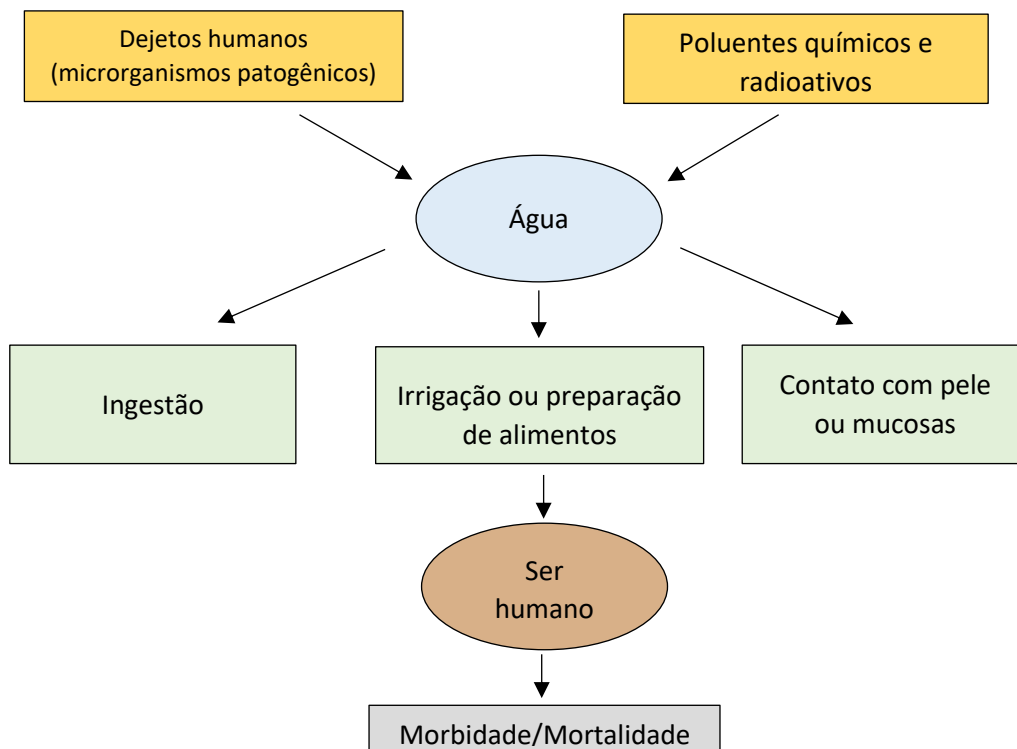 Dejetos humanos
(microrganismos patogênicos)
Poluentes químicos e
radioativos
Água
Ingestão
Irrigação ou preparação
de alimentos
Contato com pele
ou mucosas
Ser
humano
Morbidade/Mortalidade